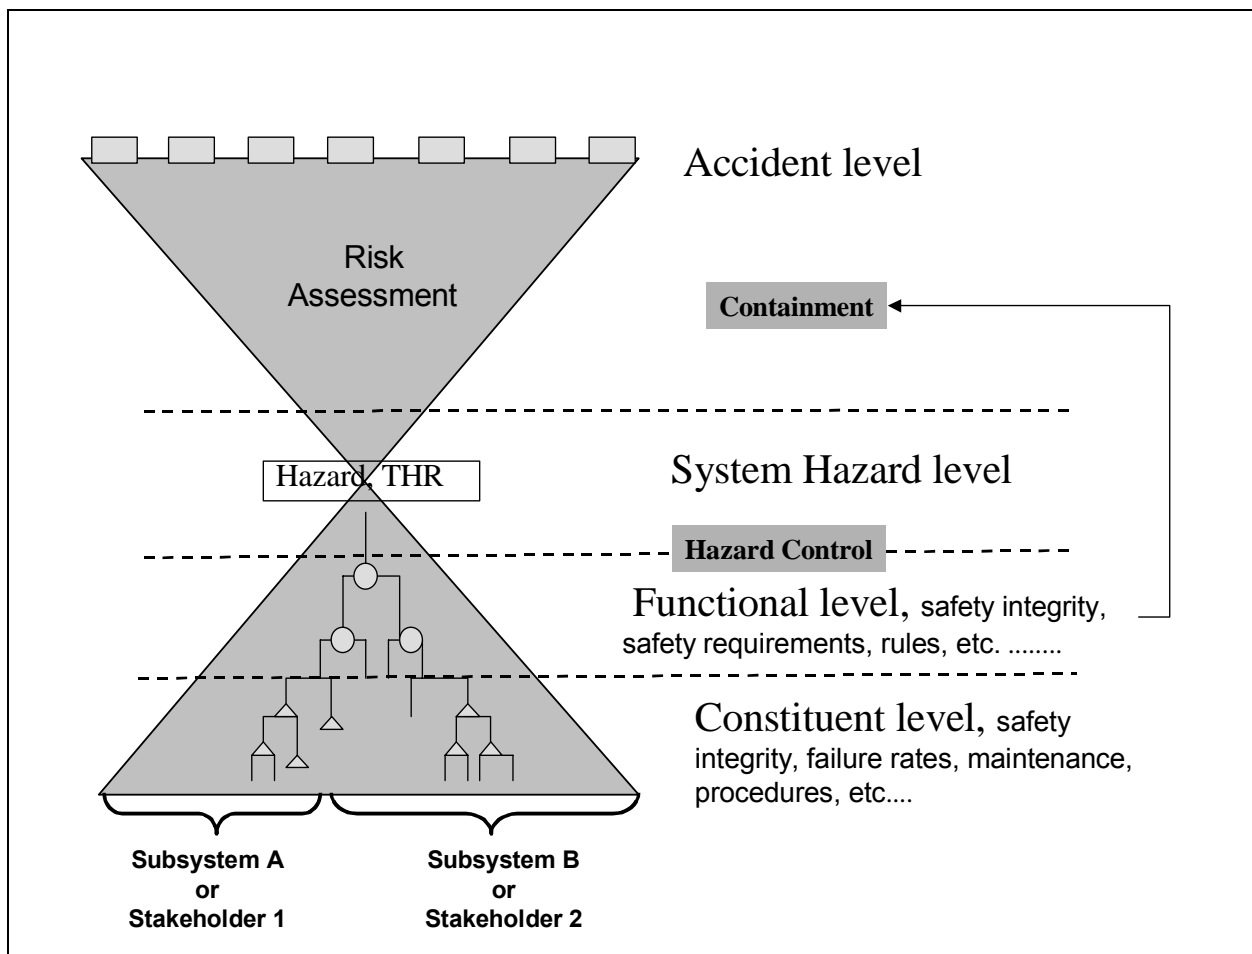 Accident level
Risk
Assessment
Containment
Hazard, THR
System Hazard level
Hazard Control
Functional level, safety integrity,
safety requirements, rules, etc. ........
Constituent level, safety
integrity, failure rates, maintenance,
procedures, etc....
Subsystem A
or
Stakeholder 1
Subsystem B
or
Stakeholder 2